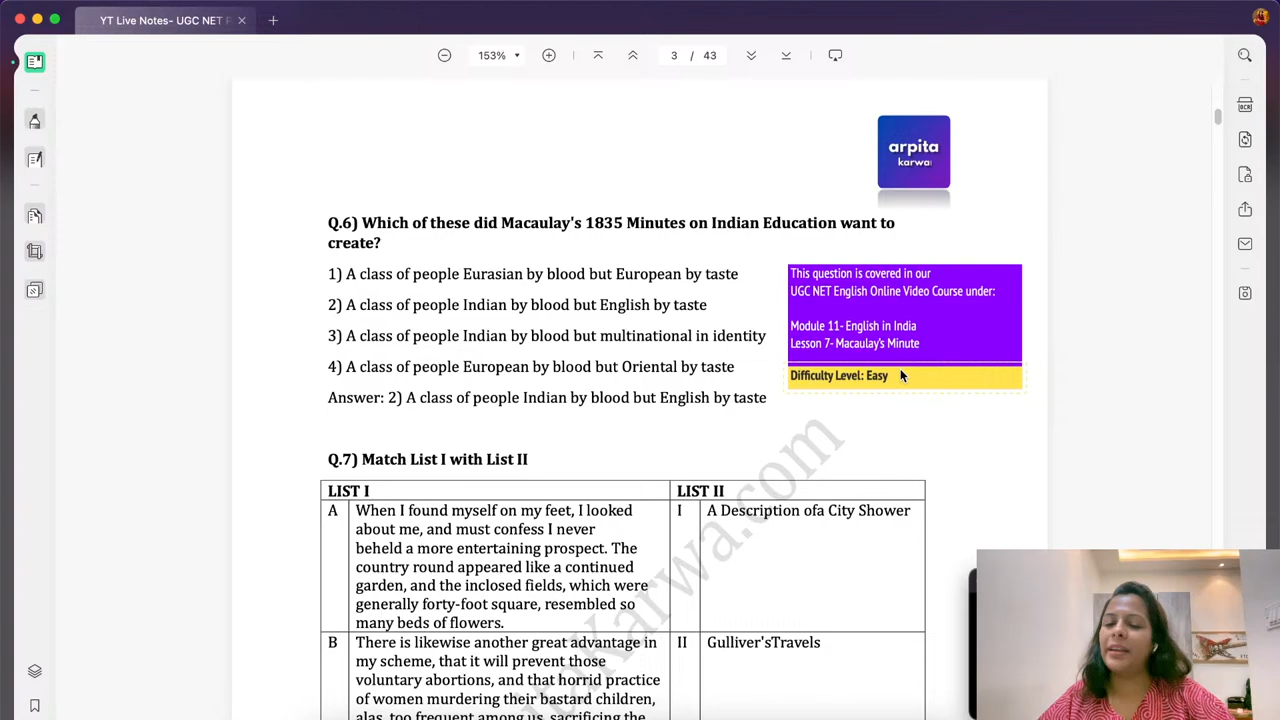 YT Live Notes- UGC NET
153%
3 / 43
OCR
arpita
karwa
Q.6) Which of these did Macaulay's 1835 Minutes on Indian Education want to
create?
1) A class of people Eurasian by blood but European by taste
2) A class of people Indian by blood but English by taste
3) A class of people Indian by blood but multinational in identity
4) A class of people European by blood but Oriental by taste
Answer: 2) A class of people Indian by blood but English by taste
This question is covered in our
UGC NET English Online Video Course under:
Module 11- English in India
Lesson 7- Macaulay's Minute
Difficulty Level: Easy
Q.7) Match List I with List II
LIST I
LIST II
A
When I found myself on my feet, I looked
about me, and must confess I never
beheld a more entertaining prospect. The
country round appeared like a continued
garden, and the inclosed fields, which were
generally forty-foot square, resembled so
many beds of flowers.
I
A Description ofa City Shower
B
There is likewise another great advantage in
my scheme, that it will prevent those
voluntary abortions, and that horrid practice
of women murdering their bastard children,
alas, too frequent among us, sacrificing the
II
Gulliver'sTravels